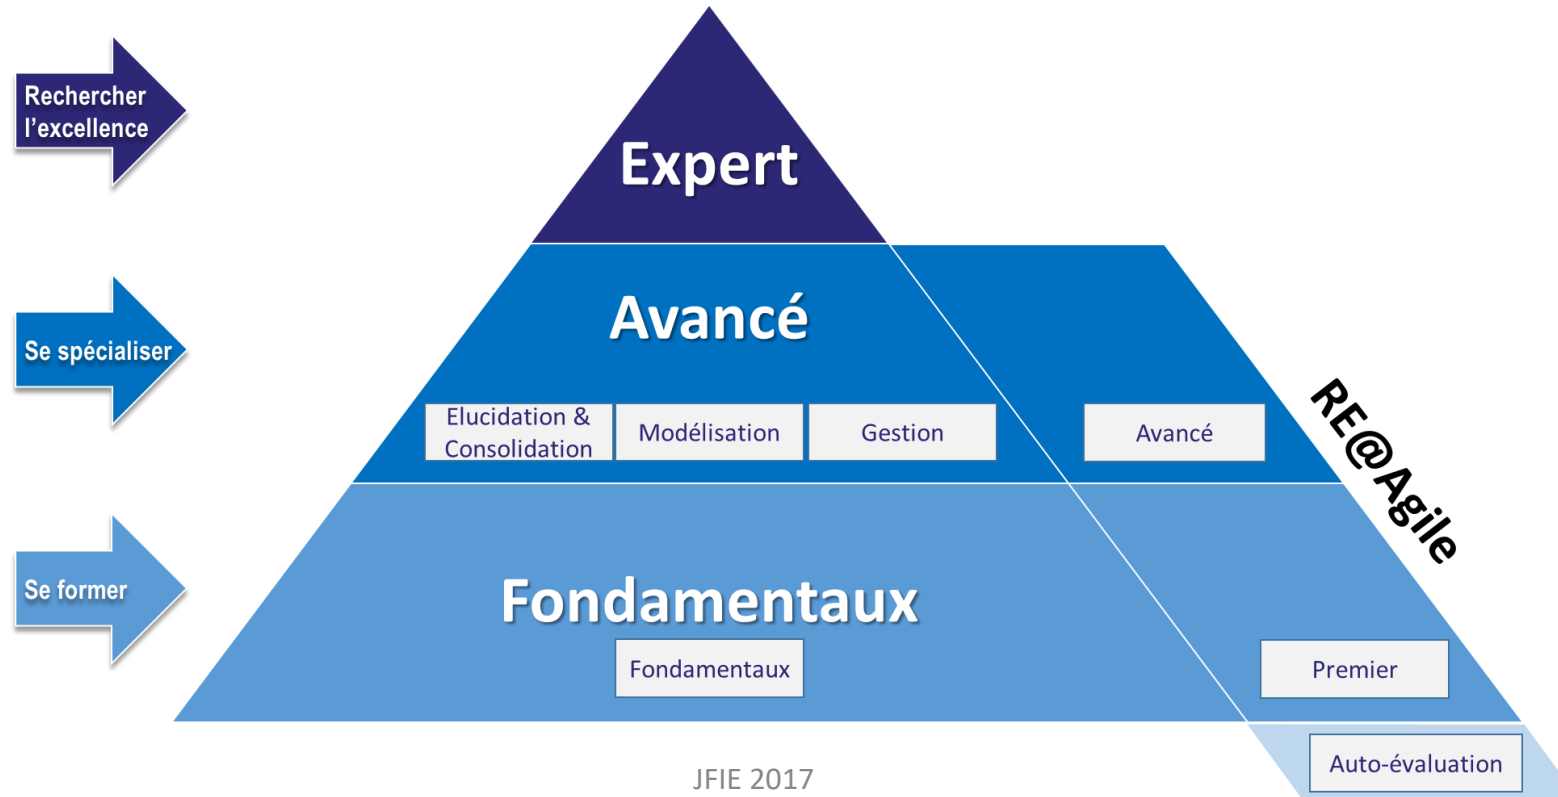 Rechercher
l'excellence
Expert
Se spécialiser
Avancé
Elucidation &
Consolidation
Modélisation
Gestion
Avancé
RE@Agile
Se former
Fondamentaux
Fondamentaux
Premier
Auto-évaluation
JFIE 2017